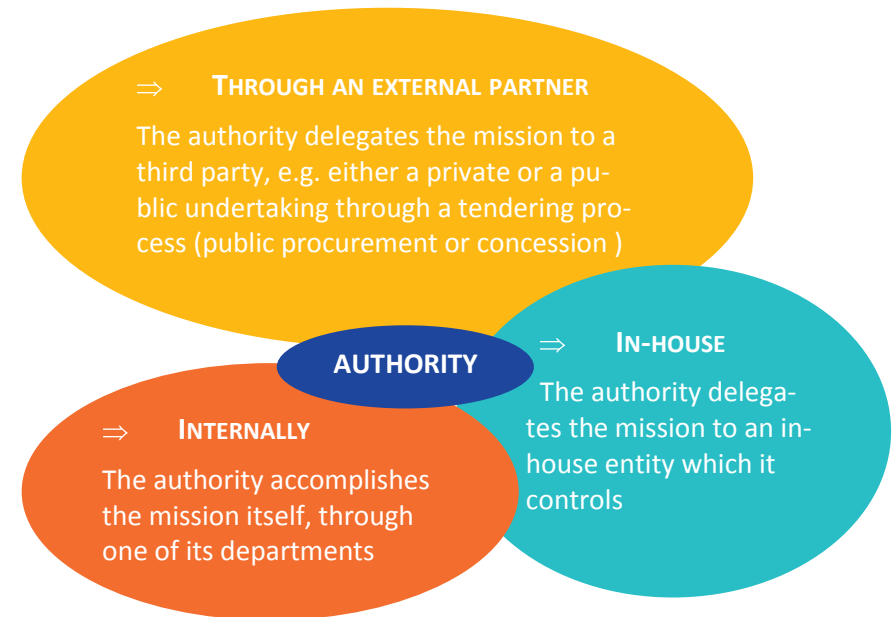 ⇒ THROUGH AN EXTERNAL PARTNER
The authority delegates the mission to a
third party, e.g. either a private or a pu-
blic undertaking through a tendering pro-
cess (public procurement or concession )
AUTHORITY
⇒ IN-HOUSE
The authority delega-
tes the mission to an in-
house entity which it
controls
⇒ INTERNALLY
The authority accomplishes
the mission itself, through
one of its departments